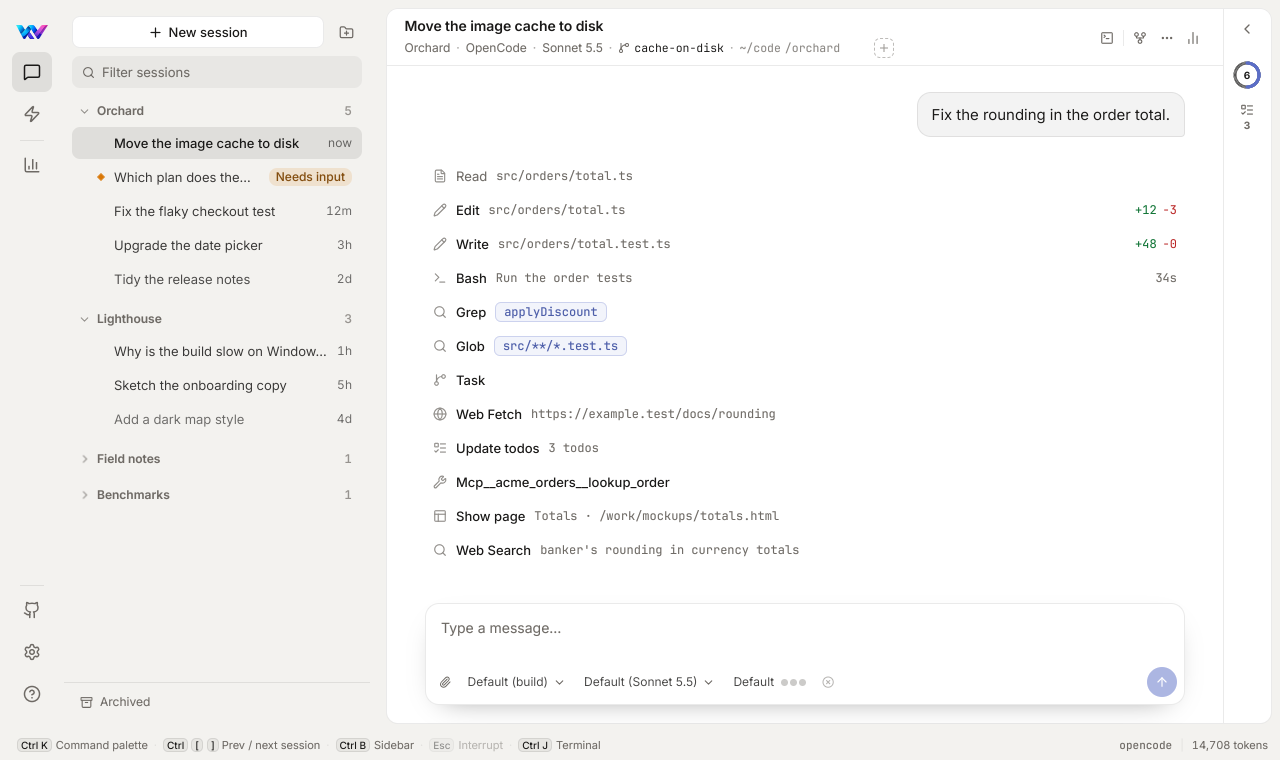 New session
Filter sessions
Orchard 5
Move the image cache to disk now
Which plan does the... Needs input
Fix the flaky checkout test 12m
Upgrade the date picker 3h
Tidy the release notes 2d
Lighthouse 3
Why is the build slow on Window... 1h
Sketch the onboarding copy 5h
Add a dark map style 4d
Field notes 1
Benchmarks 1
Archived
Move the image cache to disk
Orchard · OpenCode · Sonnet 5.5 · cache-on-disk · ~/code /orchard
Fix the rounding in the order total.
Read src/orders/total.ts
Edit src/orders/total.ts +12 -3
Write src/orders/total.test.ts +48 -0
Bash Run the order tests 34s
Grep applyDiscount
Glob src/**/*.test.ts
Task
Web Fetch https://example.test/docs/rounding
Update todos 3 todos
Mcp__acme_orders__lookup_order
Show page Totals · /work/mockups/totals.html
Web Search banker's rounding in currency totals
Type a message...
Default (build) Default (Sonnet 5.5) Default
6
3
Ctrl K Command palette · Ctrl [ ] Prev / next session · Ctrl B Sidebar · Esc Interrupt · Ctrl J Terminal
opencode 14,708 tokens